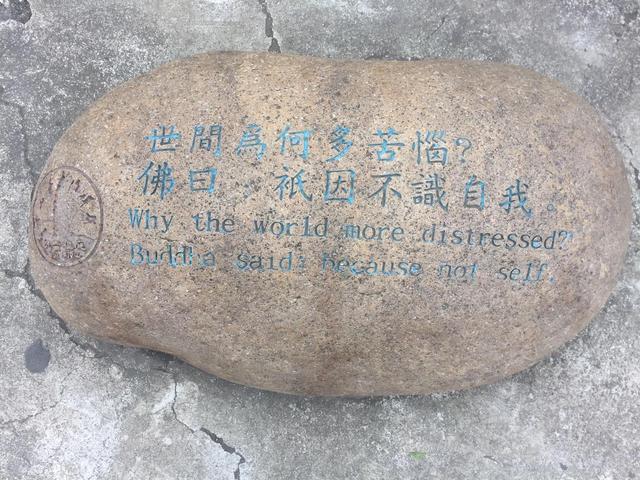 世間為何多苦惱?
佛曰，祇因不識自我。
Why the world more distressed?
Buddha said: because not self.